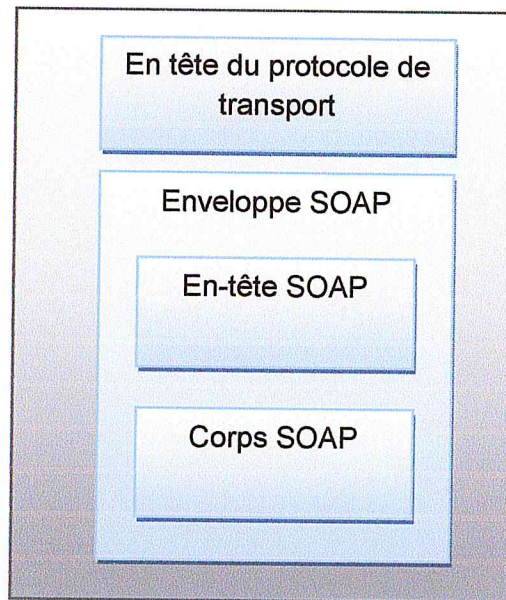 En tête du protocole de
transport
Enveloppe SOAP
En-tête SOAP
Corps SOAP